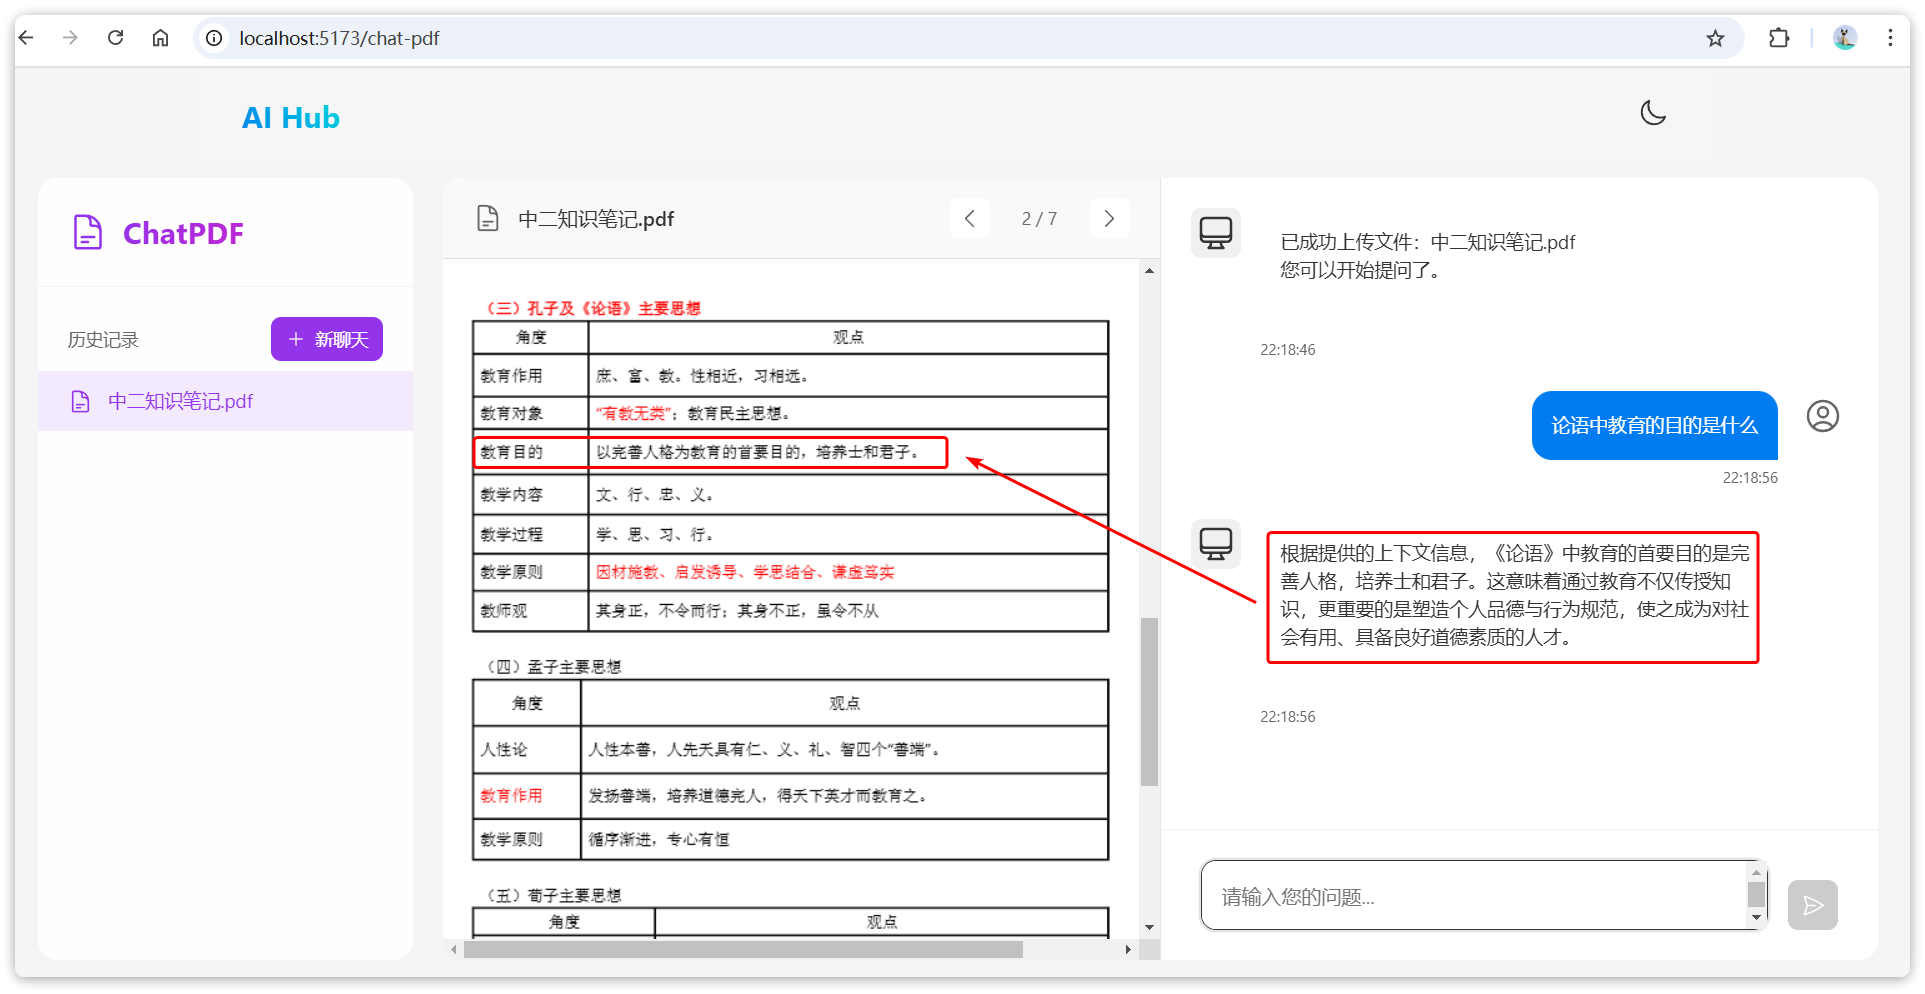 localhost:5173/chat-pdf
AI Hub
ChatPDF
历史记录
+ 新聊天
中二知识笔记.pdf
中二知识笔记.pdf
2 / 7
（三）孔子及《论语》主要思想
角度 观点
教育作用 庶、富、教。性相近，习相远。
教育对象 “有教无类”；教育民主思想。
教育目的 以完善人格为教育的首要目的，培养士和君子。
教学内容 文、行、忠、义。
教学过程 学、思、习、行。
教学原则 因材施教、启发诱导、学思结合、谦虚笃实
教师观 其身正，不令而行；其身不正，虽令不从
（四）孟子主要思想
角度 观点
人性论 人性本善，人先天具有仁、义、礼、智四个“善端”。
教育作用 发扬善端，培养道德完人，得天下英才而教育之。
教学原则 循序渐进，专心有恒
（五）荀子主要思想
角度 观点
已成功上传文件：中二知识笔记.pdf
您可以开始提问了。
22:18:46
论语中教育的目的是什么
22:18:56
根据提供的上下文信息，《论语》中教育的首要目的是完
善人格，培养士和君子。这意味着通过教育不仅传授知
识，更重要的是塑造个人品德与行为规范，使之成为对社
会有用、具备良好道德素质的人才。
22:18:56
请输入您的问题...